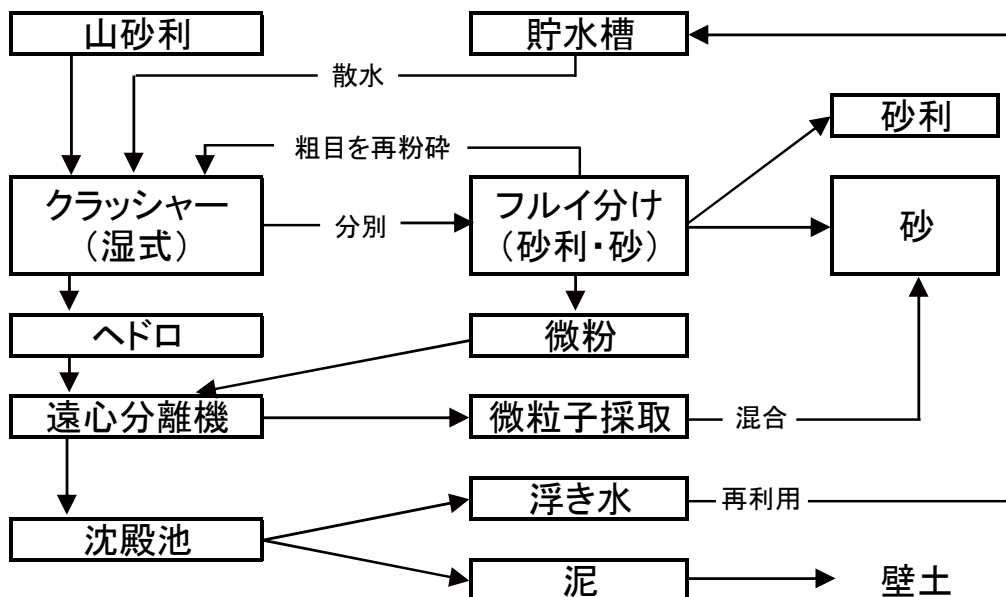 山砂利
貯水槽
散水
砂利
粗目を再粉砕
クラッシャー
（湿式）
分別
フルイ分け
（砂利・砂）
砂
ヘドロ
微粉
遠心分離機
微粒子採取
混合
浮き水
再利用
沈殿池
泥
壁土